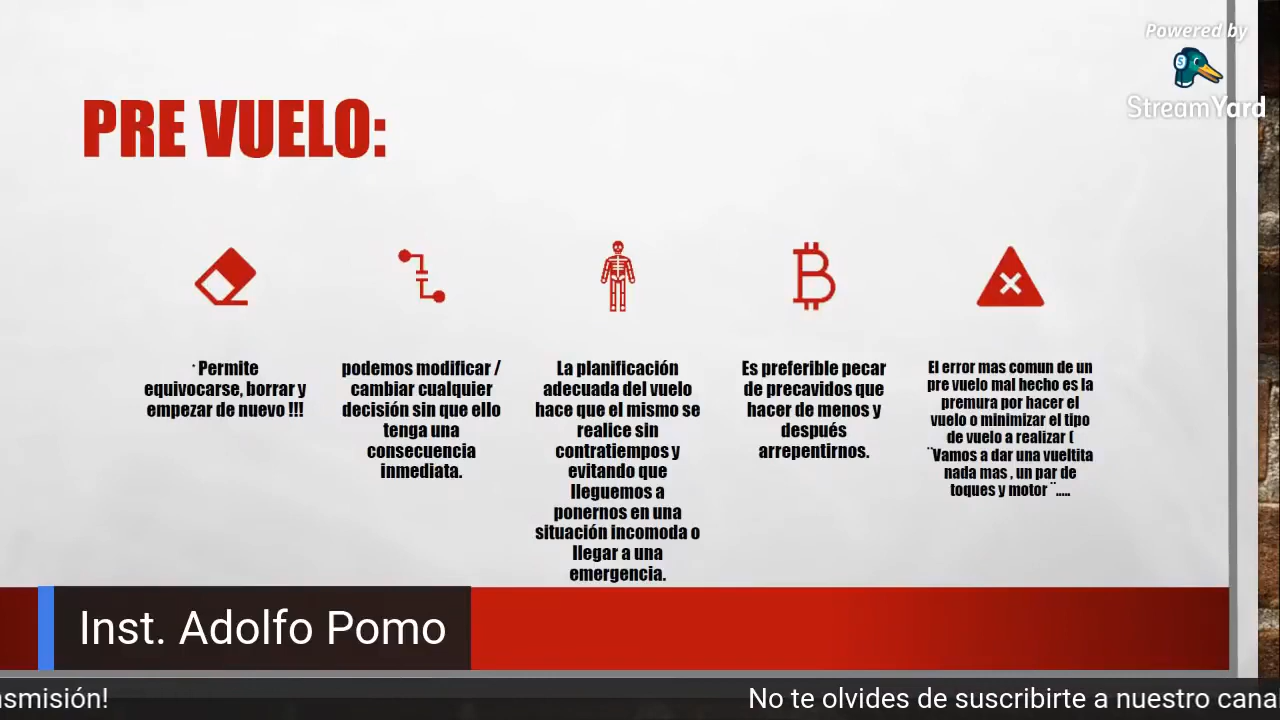 Powered by
StreamYard
PRE VUELO:
· Permite
equivocarse, borrar y
empezar de nuevo !!!
podemos modificar /
cambiar cualquier
decisión sin que ello
tenga una
consecuencia
inmediata.
La planificación
adecuada del vuelo
hace que el mismo se
realice sin
contratiempos y
evitando que
lleguemos a
ponernos en una
situación incomoda o
llegar a una
emergencia.
Es preferible pecar
de precavidos que
hacer de menos y
después
arrepentirnos.
El error mas comun de un
pre vuelo mal hecho es la
premura por hacer el
vuelo o minimizar el tipo
de vuelo a realizar (
¨Vamos a dar una vueltita
nada mas , un par de
toques y motor ¨.....
Inst. Adolfo Pomo
nsmisión! No te olvides de suscribirte a nuestro cana